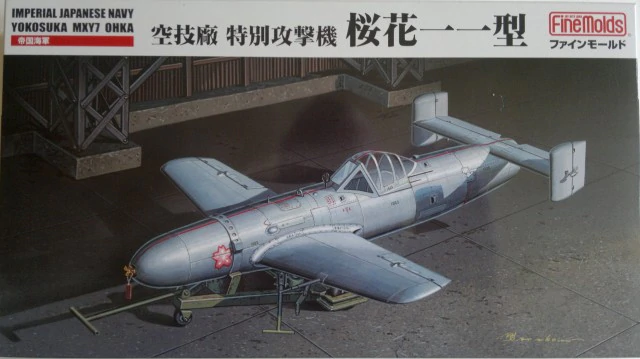 IMPERIAL JAPANESE NAVY
YOKOSUKA MXY7 OHKA
帝国海軍
空技廠 特別攻撃機 桜花一一型
FineMolds
ファインモールド